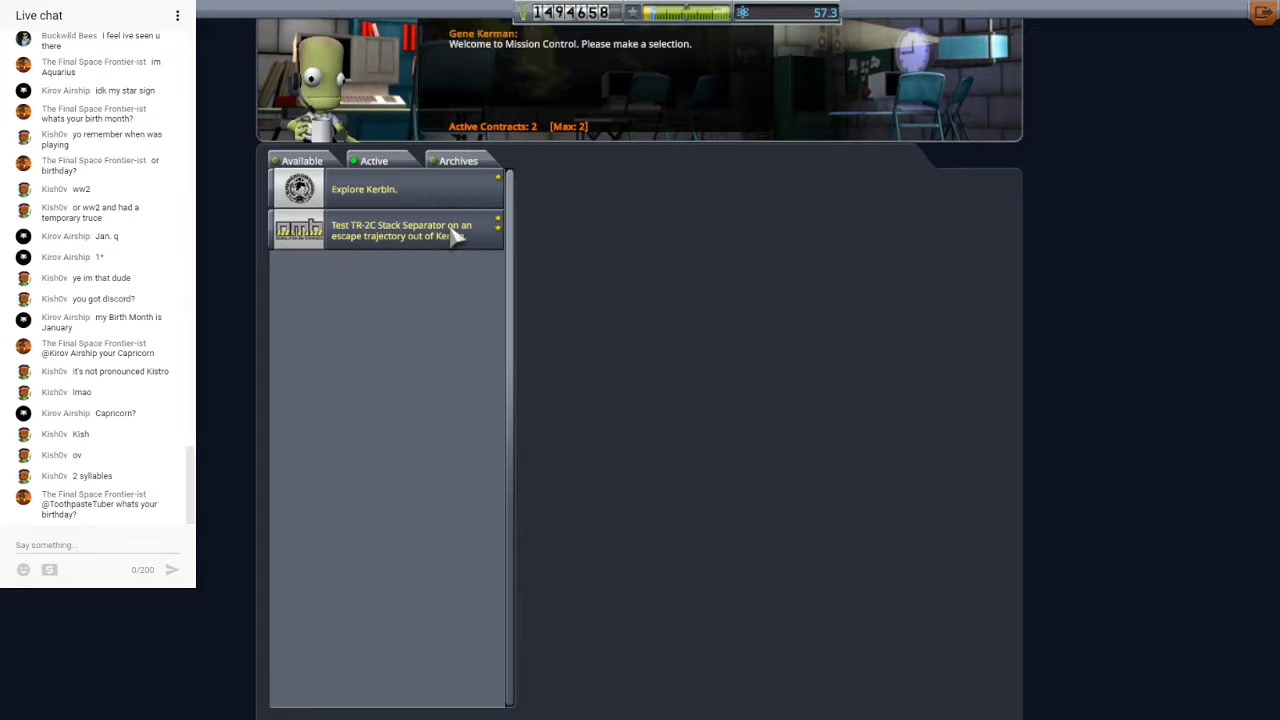 Live chat
Buckwild Bees i feel ive seen u
there
The Final Space Frontier-ist im
Aquarius
Kirov Airship idk my star sign
The Final Space Frontier-ist
whats your birth month?
Kish0v yo remember when was
playing
The Final Space Frontier-ist or
birthday?
Kish0v ww2
Kish0v or ww2 and had a
temporary truce
Kirov Airship Jan. q
Kirov Airship 1*
Kish0v ye im that dude
Kish0v you got discord?
Kirov Airship my Birth Month is
January
The Final Space Frontier-ist
@Kirov Airship your Capricorn
Kish0v it's not pronounced Kistro
Kish0v lmao
Kirov Airship Capricorn?
Kish0v Kish
Kish0v ov
Kish0v 2 syllables
The Final Space Frontier-ist
@ToothpasteTuber whats your
birthday?
Say something...
0/200
1494658
57.3
Gene Kerman:
Welcome to Mission Control. Please make a selection.
Active Contracts: 2 [Max: 2]
Available
Active
Archives
Explore Kerbin.
Test TR-2C Stack Separator on an
escape trajectory out of